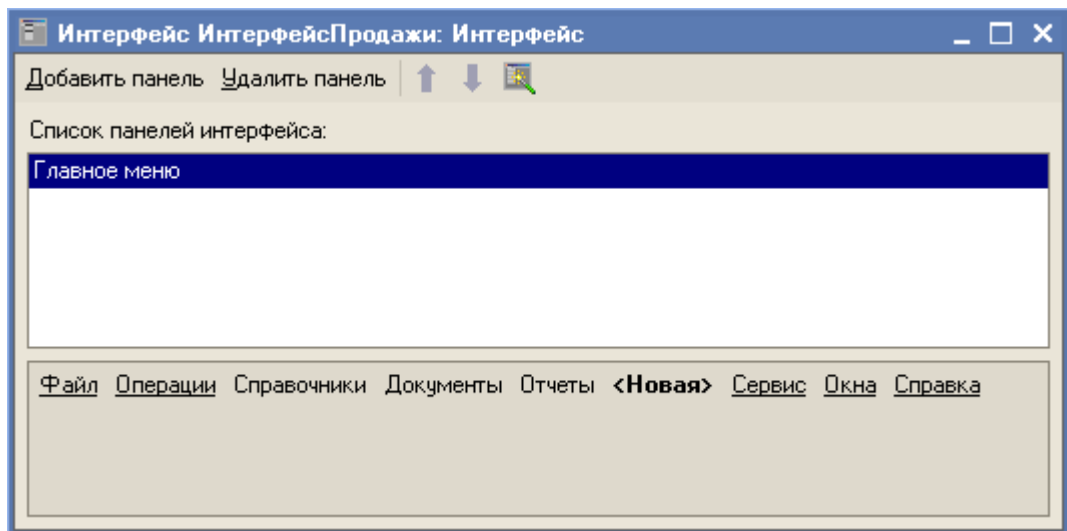 Интерфейс ИнтерфейсПродажи: Интерфейс
Добавить панель Удалить панель
Список панелей интерфейса:
Главное меню
Файл Операции Справочники Документы Отчеты <Новая> Сервис Окна Справка